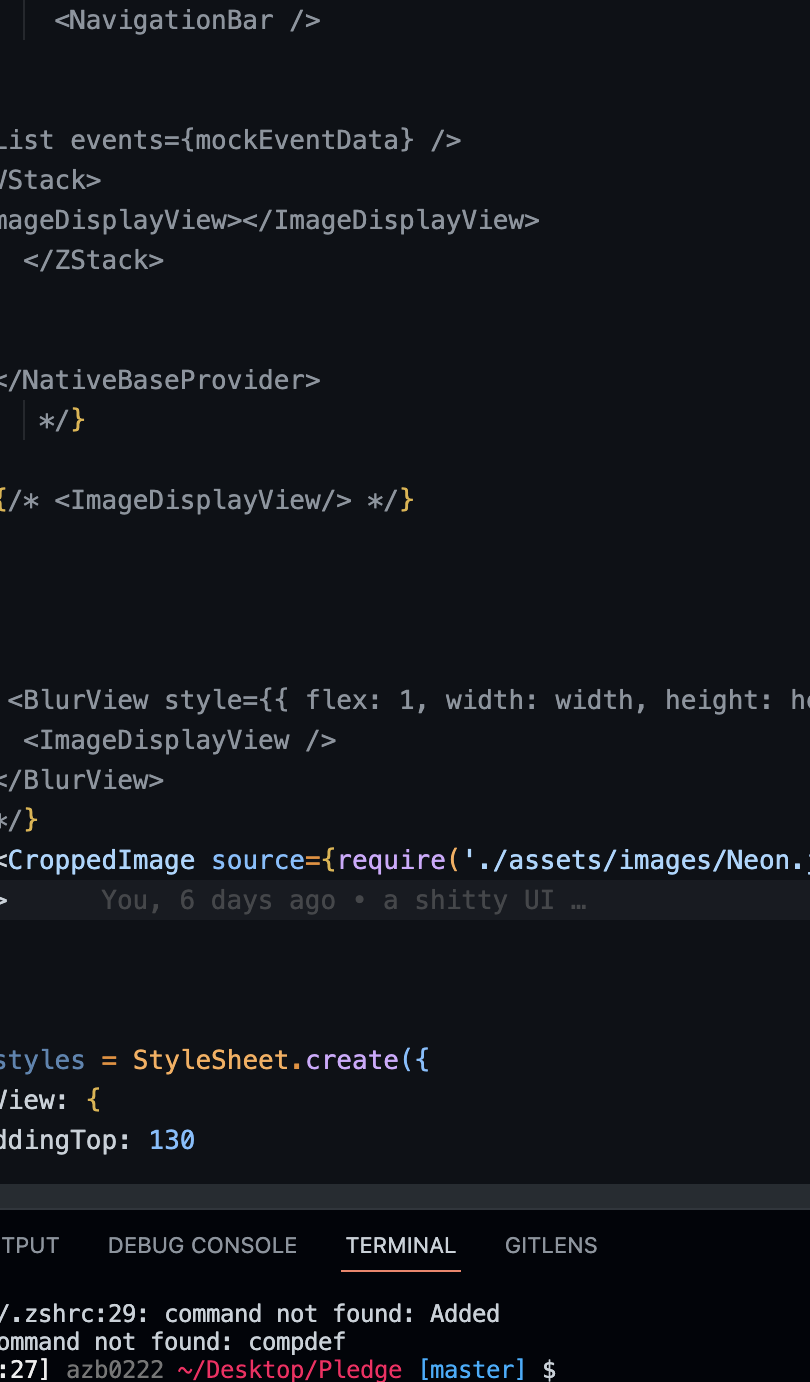 <NavigationBar />
List events={mockEventData} />
VStack>
mageDisplayView></ImageDisplayView>
</ZStack>
</NativeBaseProvider>
*/}
{/* <ImageDisplayView/> */}
<BlurView style={{ flex: 1, width: width, height: he
<ImageDisplayView />
</BlurView>
*/}
<CroppedImage source={require('./assets/images/Neon.j
> You, 6 days ago • a shitty UI …
styles = StyleSheet.create({
View: {
ddingTop: 130
TPUT DEBUG CONSOLE TERMINAL GITLENS
/.zshrc:29: command not found: Added
ommand not found: compdef
:27] azb0222 ~/Desktop/Pledge [master] $